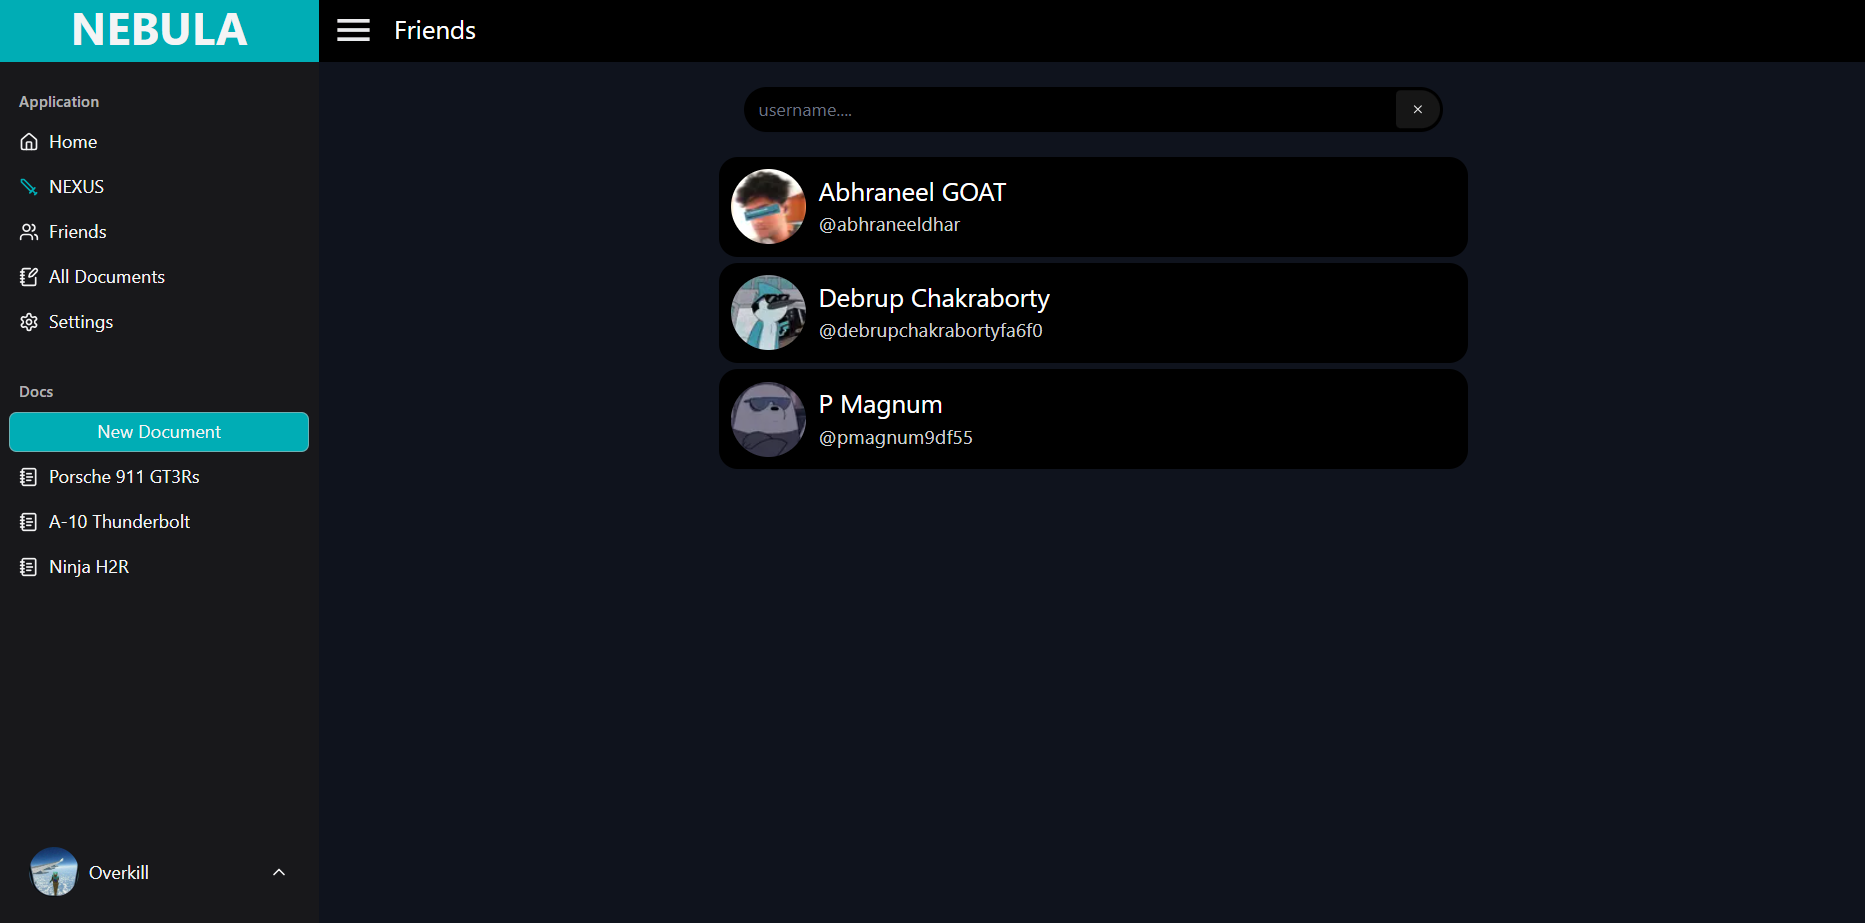 NEBULA
Friends
Application
Home
NEXUS
Friends
All Documents
Settings
Docs
New Document
Porsche 911 GT3Rs
A-10 Thunderbolt
Ninja H2R
Overkill
username....
Abhraneel GOAT
@abhraneeldhar
Debrup Chakraborty
@debrupchakrabortyfa6f0
P Magnum
@pmagnum9df55